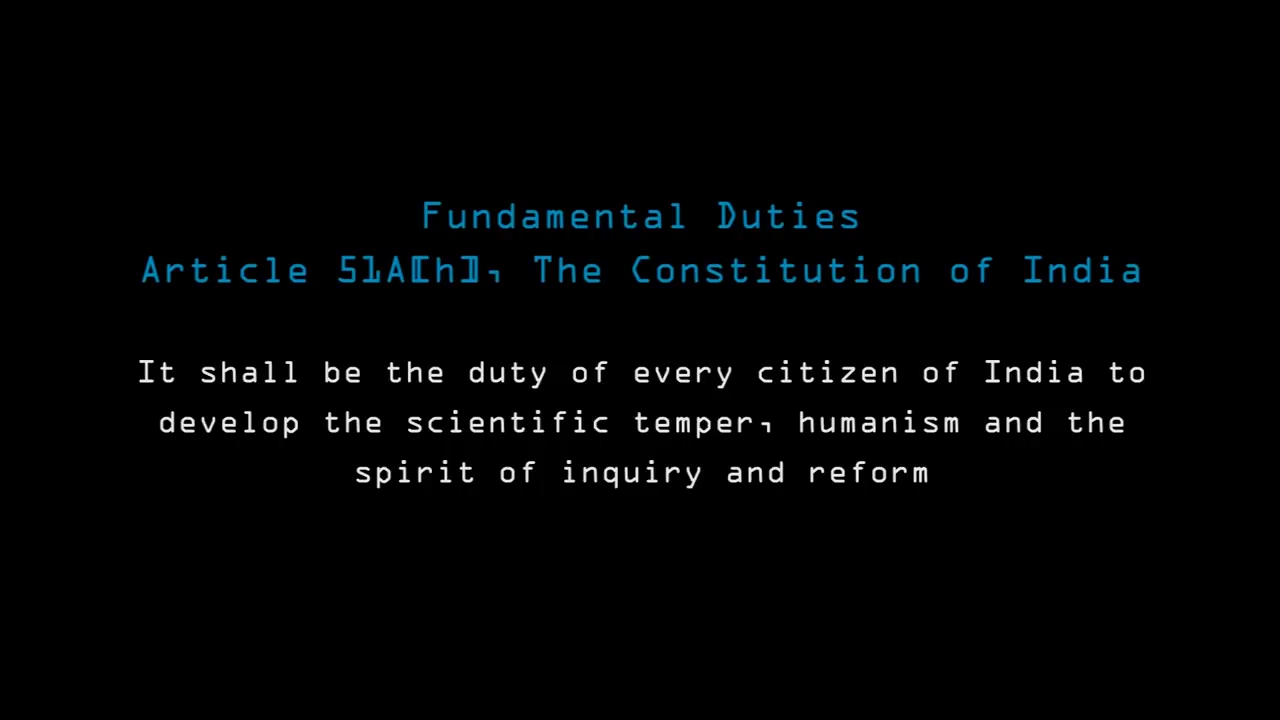 Fundamental Duties
Article 51A[h], The Constitution of India
It shall be the duty of every citizen of India to
develop the scientific temper, humanism and the
spirit of inquiry and reform